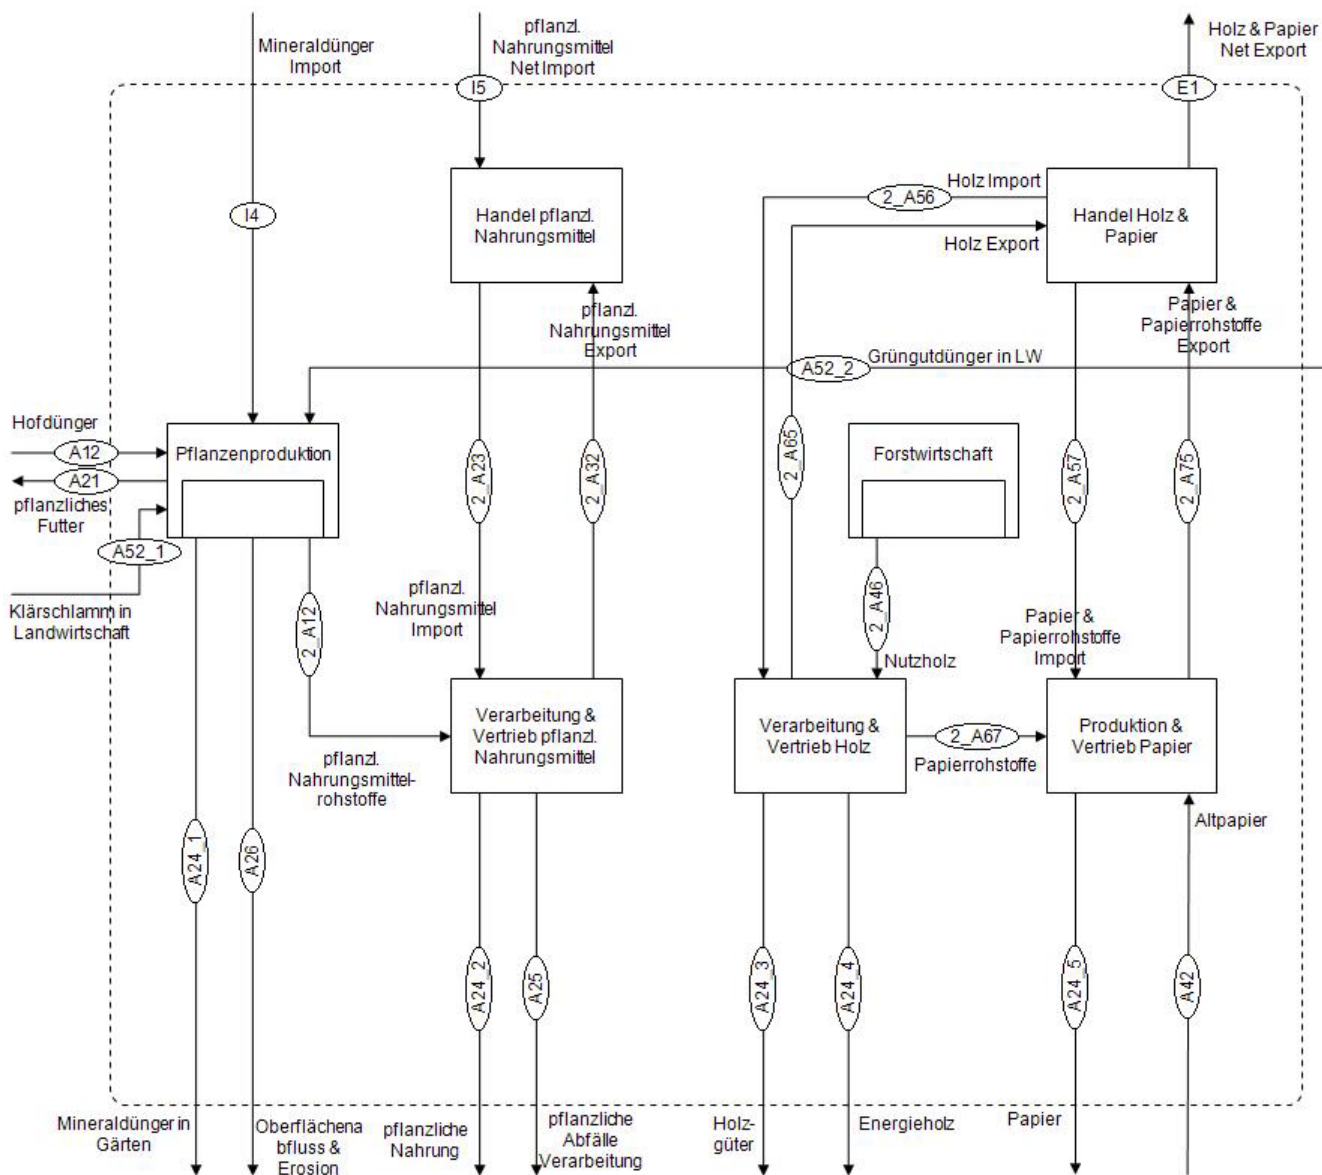 Mineraldünger
Import
pflanzl.
Nahrungsmittel
Net Import
Holz & Papier
Net Export
I5
E1
I4
Handel pflanzl.
Nahrungsmittel
Holz Import
2_A56
Holz Export
Handel Holz &
Papier
pflanzl.
Nahrungsmittel
Export
Papier &
Papierrohstoffe
Export
Grüngutdünger in LW
A52_2
Hofdünger
A12
A21
pflanzliches
Futter
A52_1
Klärschlamm in
Landwirtschaft
Pflanzenproduktion
2_A23
2_A32
2_A65
Forstwirtschaft
2_A57
2_A75
2_A12
pflanzl.
Nahrungsmittel
Import
2_A46
Nutzholz
Papier &
Papierrohstoffe
Import
Verarbeitung &
Vertrieb pflanzl.
Nahrungsmittel
Verarbeitung &
Vertrieb Holz
2_A67
Papierrohstoffe
Produktion &
Vertrieb Papier
pflanzl.
Nahrungsmittel-
rohstoffe
Altpapier
A24_1
A26
A24_2
A25
A24_3
A24_4
A24_5
A42
Mineraldünger in
Gärten
Oberflächena
bfluss &
Erosion
pflanzliche
Nahrung
pflanzliche
Abfälle
Verarbeitung
Holz-
güter
Energieholz
Papier